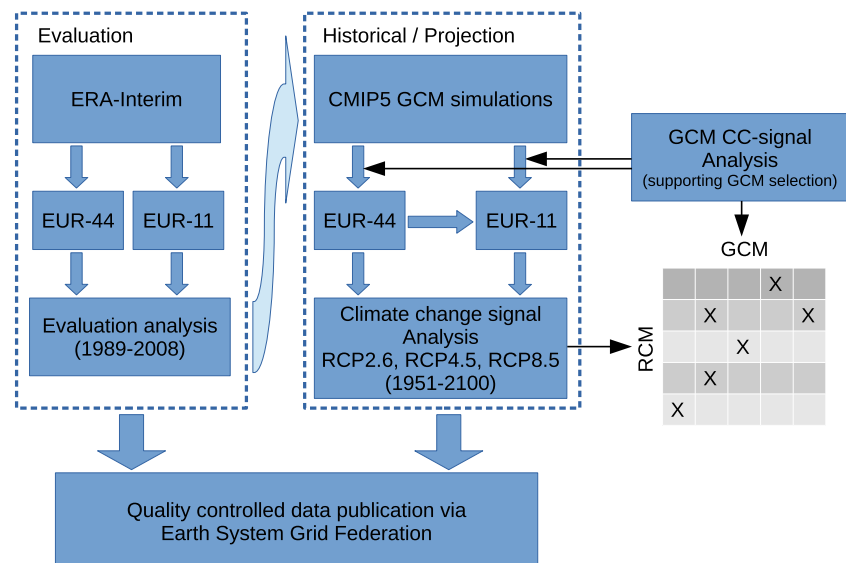 Evaluation
ERA-Interim
EUR-44
EUR-11
Evaluation analysis
(1989-2008)
Historical / Projection
CMIP5 GCM simulations
EUR-44
EUR-11
Climate change signal
Analysis
RCP2.6, RCP4.5, RCP8.5
(1951-2100)
GCM CC-signal
Analysis
(supporting GCM selection)
GCM
RCM
X
X X
X
X
X
Quality controlled data publication via
Earth System Grid Federation